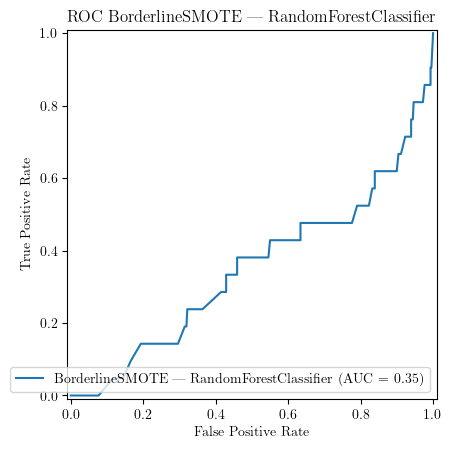 ROC BorderlineSMOTE — RandomForestClassifier
1.0
0.8
0.6
0.4
0.2
0.0
True Positive Rate
BorderlineSMOTE — RandomForestClassifier (AUC = 0.35)
0.0 0.2 0.4 0.6 0.8 1.0
False Positive Rate